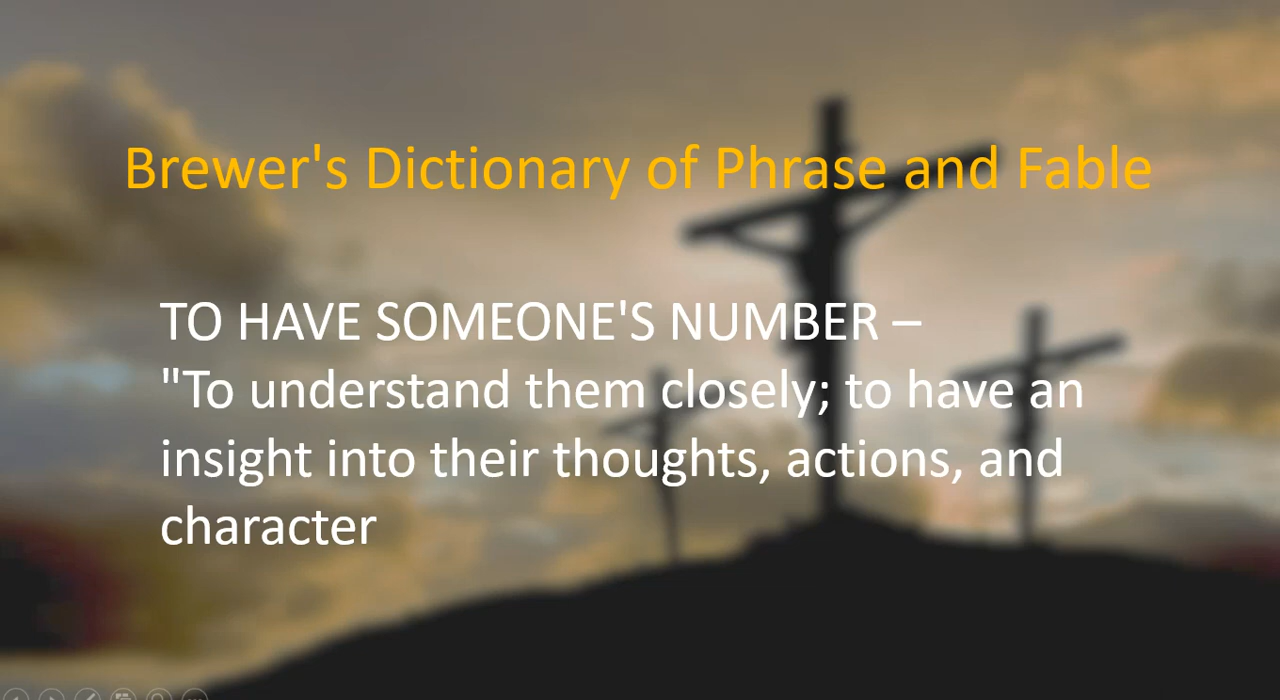 Brewer's Dictionary of Phrase and Fable
TO HAVE SOMEONE'S NUMBER –
"To understand them closely; to have an
insight into their thoughts, actions, and
character